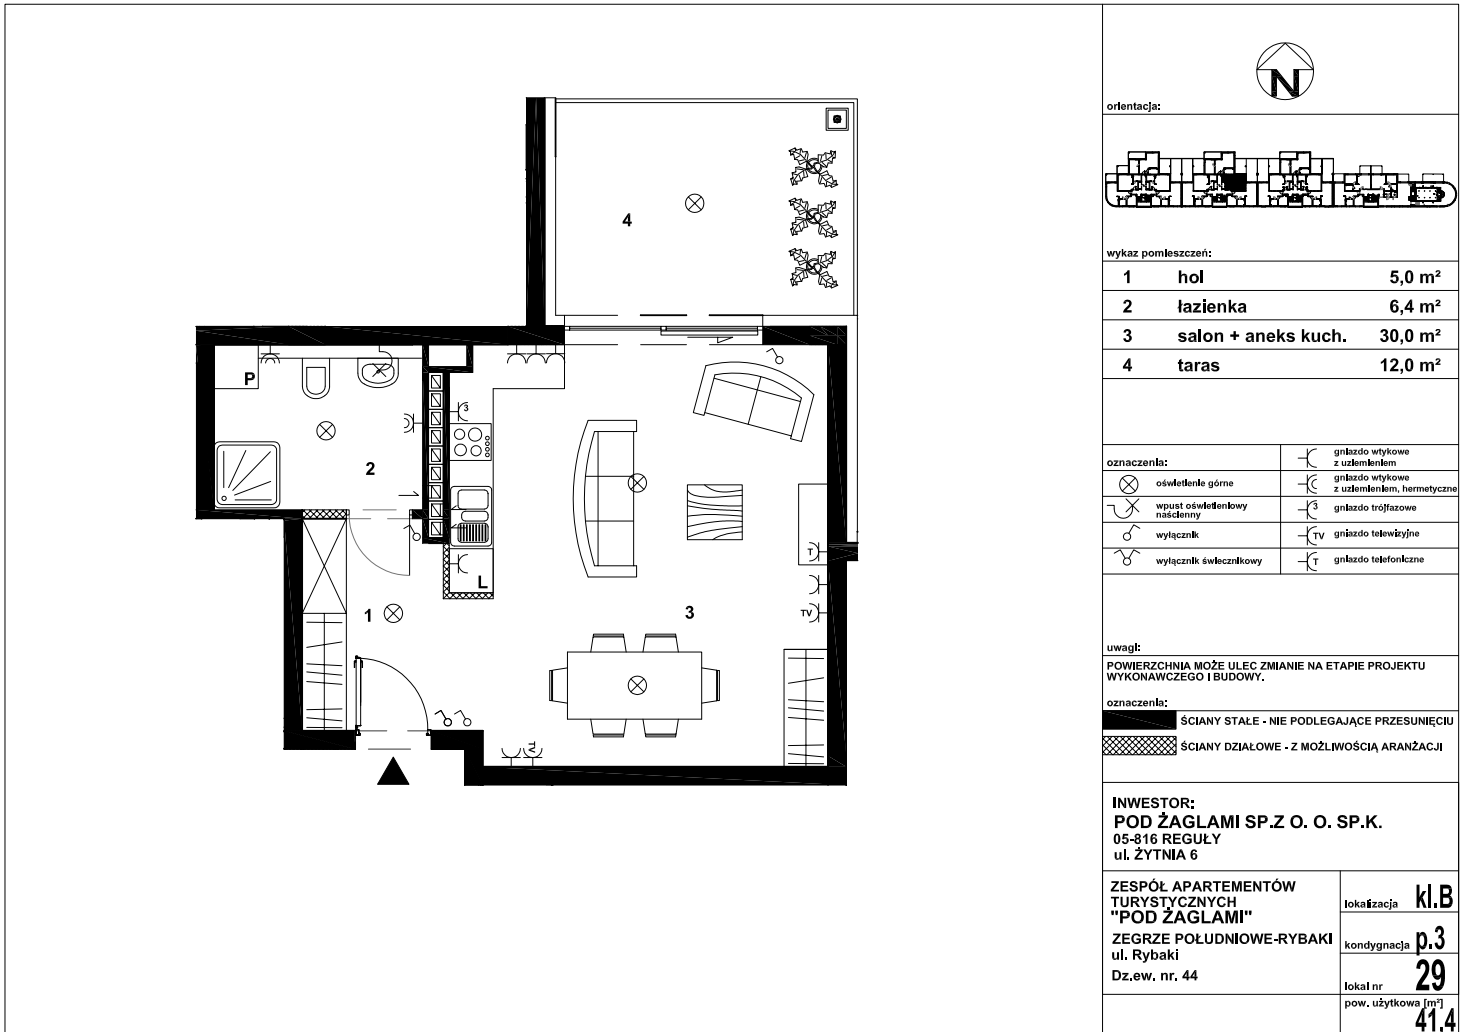 4
P
3
2
L
1
3
T
TV
TV
N
orientacja:
wykaz pomieszczeń:
1 hol 5,0 m²
2 łazienka 6,4 m²
3 salon + aneks kuch. 30,0 m²
4 taras 12,0 m²
oznaczenia:
oświetlenie górne
wpust oświetleniowy
naścienny
wyłącznik
wyłącznik świecznikowy
gniazdo wtykowe
z uziemieniem
gniazdo wtykowe
z uziemieniem, hermetyczne
3 gniazdo trójfazowe
TV gniazdo telewizyjne
T gniazdo telefoniczne
uwagi:
POWIERZCHNIA MOŻE ULEC ZMIANIE NA ETAPIE PROJEKTU
WYKONAWCZEGO I BUDOWY.
oznaczenia:
ŚCIANY STAŁE - NIE PODLEGAJĄCE PRZESUNIĘCIU
ŚCIANY DZIAŁOWE - Z MOŻLIWOŚCIĄ ARANŻACJI
INWESTOR:
POD ŻAGLAMI SP.Z O. O. SP.K.
05-816 REGUŁY
ul. ŻYTNIA 6
ZESPÓŁ APARTEMENTÓW
TURYSTYCZNYCH
"POD ŻAGLAMI"
ZEGRZE POŁUDNIOWE-RYBAKI
ul. Rybaki
Dz.ew. nr. 44
lokalizacja kl.B
kondygnacja p.3
lokal nr 29
pow. użytkowa [m²]
41.4